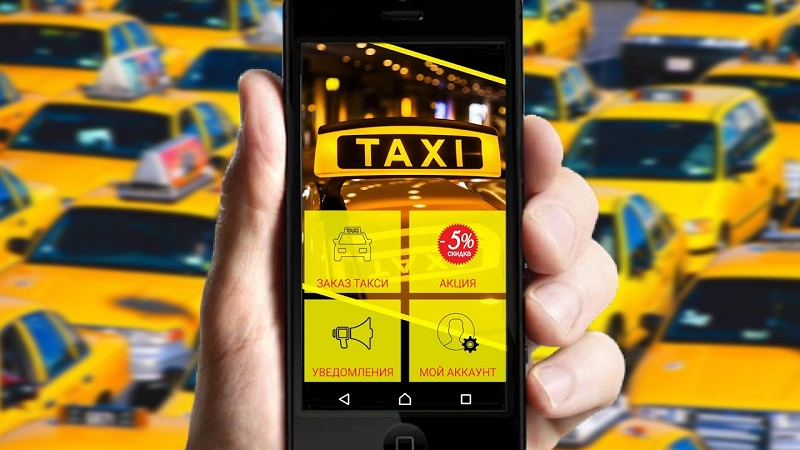 TAXI
- 5%
скидка
ЗАКАЗ ТАКСИ
АКЦИЯ
УВЕДОМЛЕНИЯ
МОЙ АККАУНТ